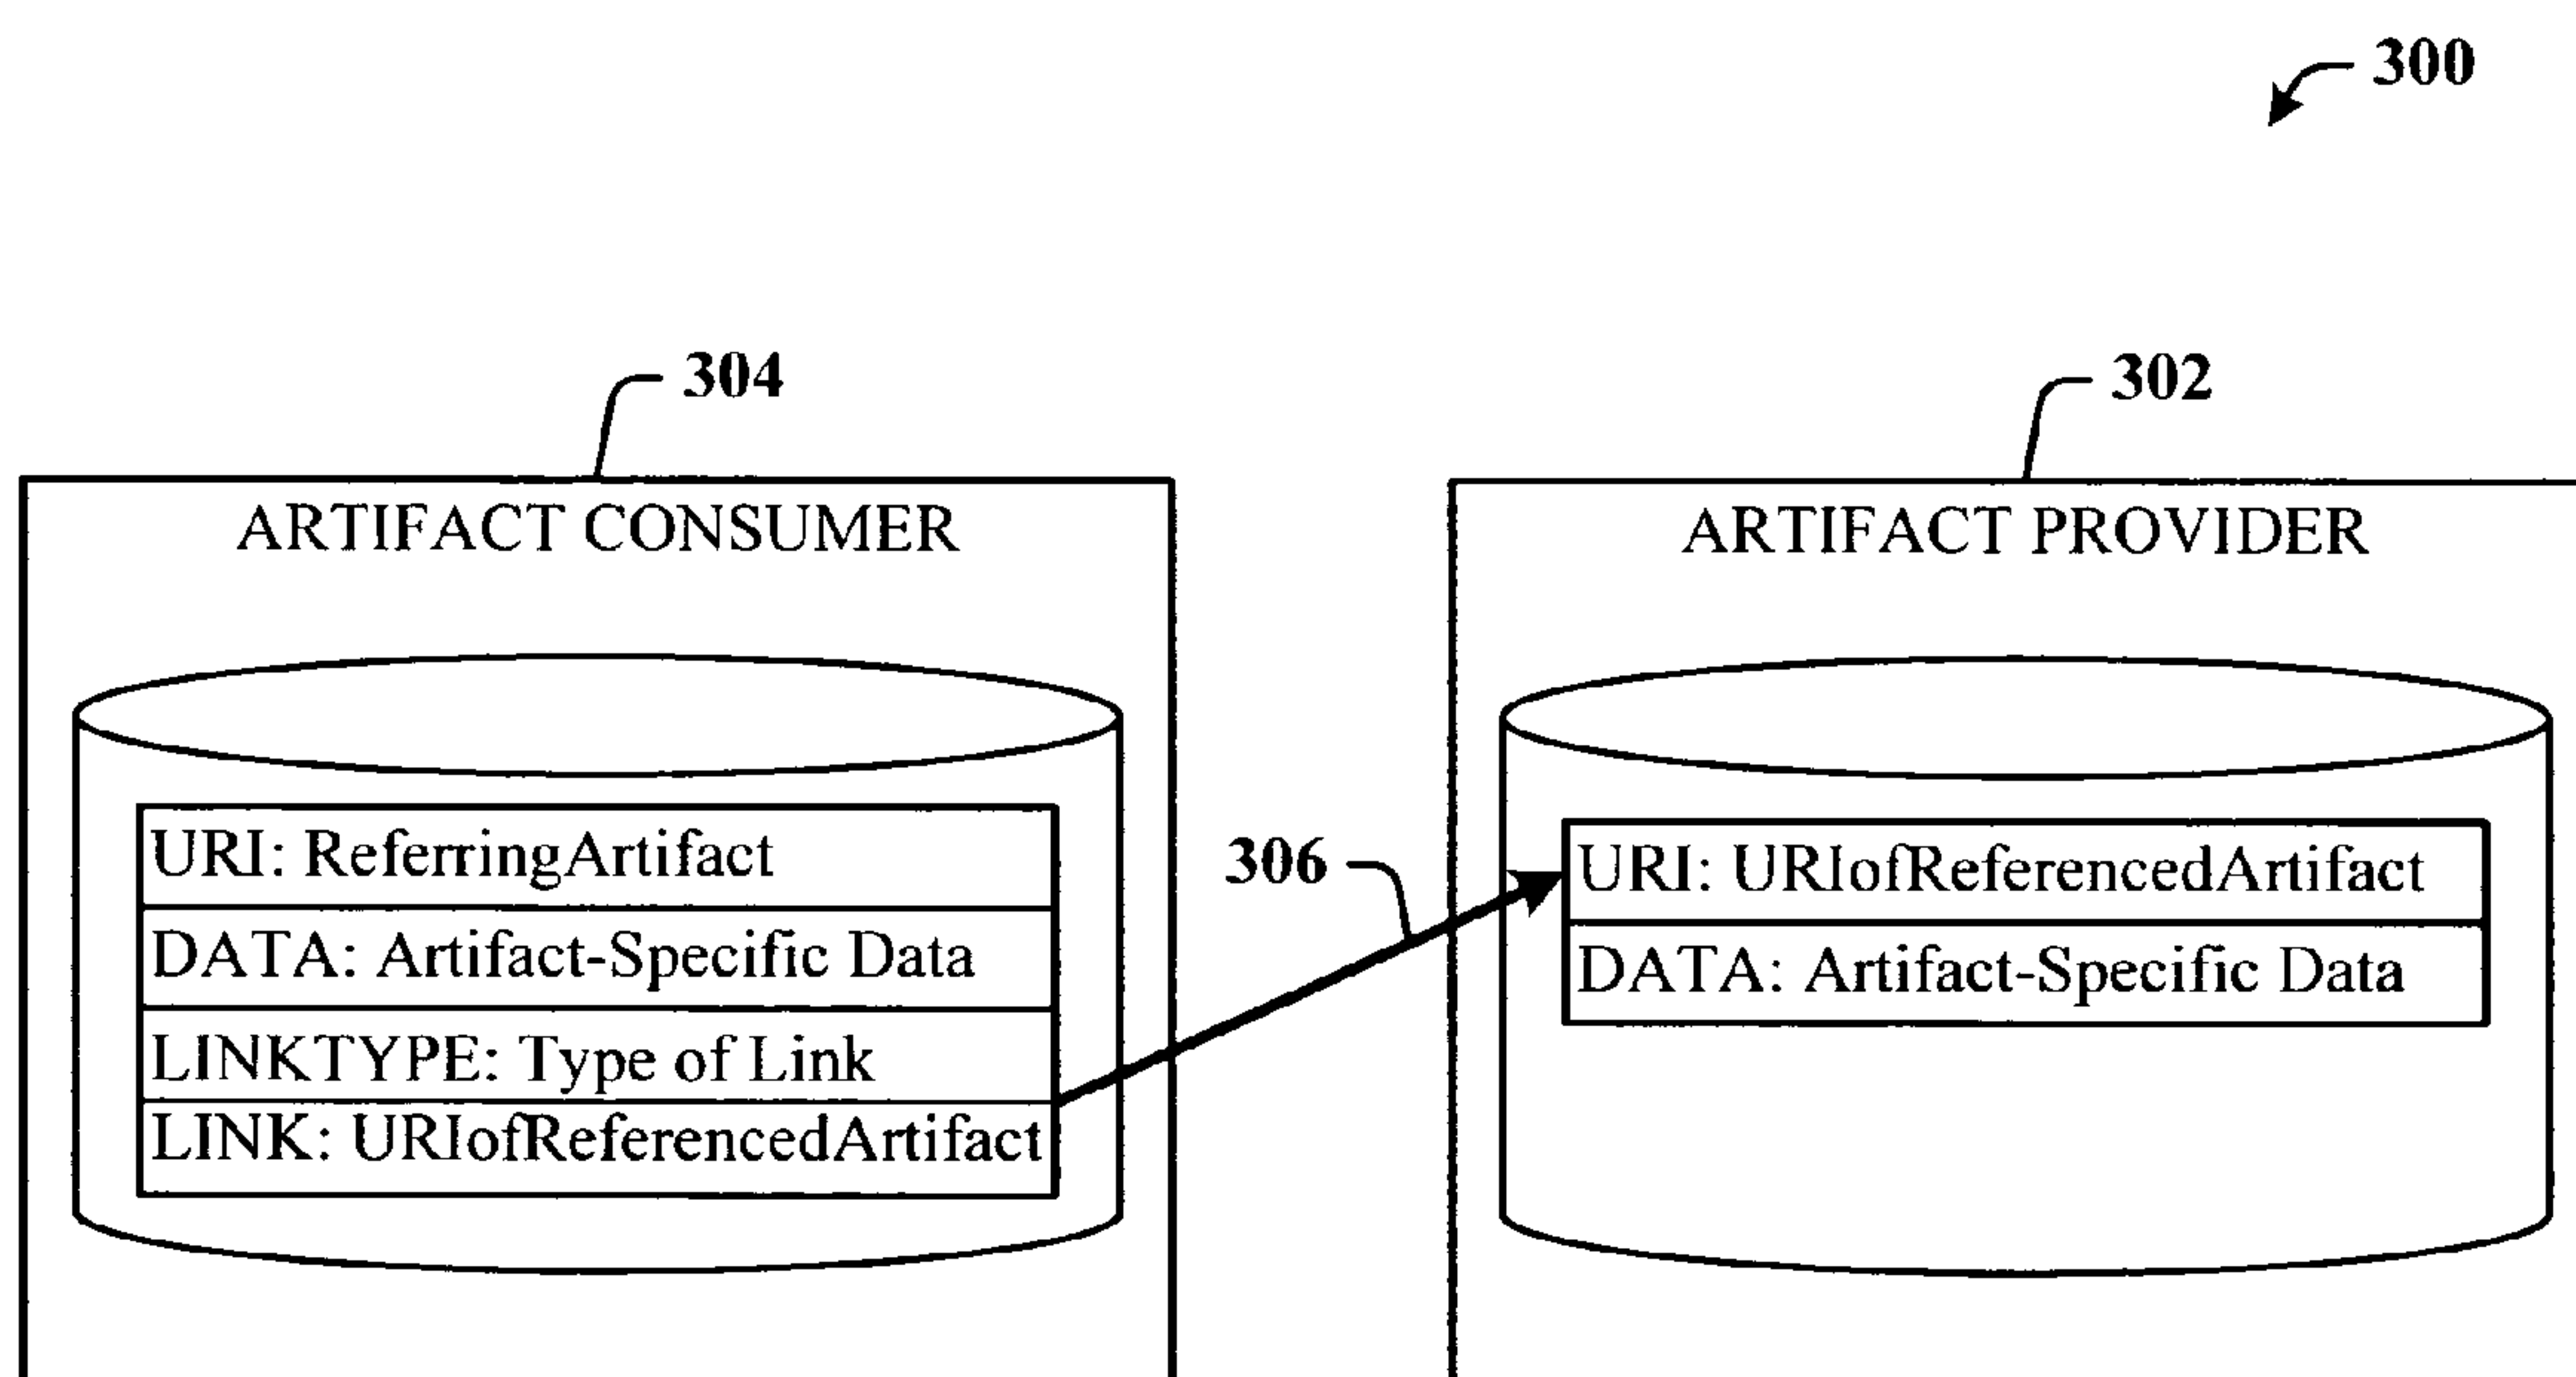 300
304
302
ARTIFACT CONSUMER
ARTIFACT PROVIDER
URI: ReferringArtifact
DATA: Artifact-Specific Data
LINKTYPE: Type of Link
LINK: URIofReferencedArtifact
306
URI: URIofReferencedArtifact
DATA: Artifact-Specific Data